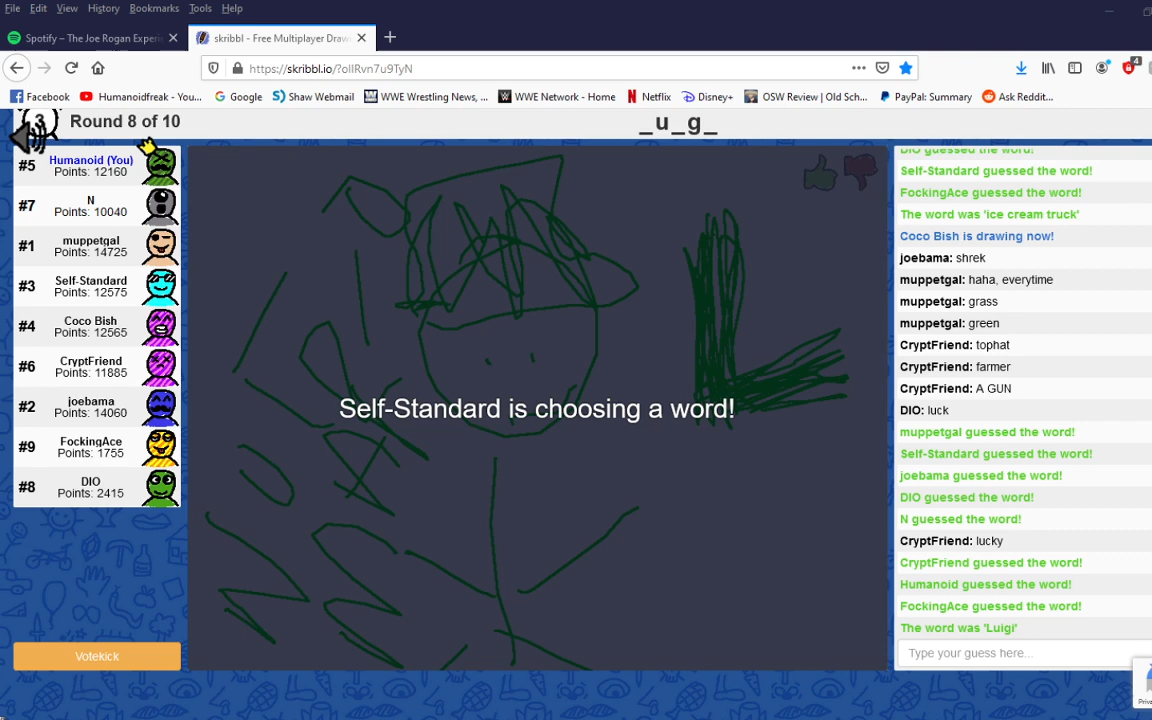 File Edit View History Bookmarks Tools Help
Spotify – The Joe Rogan Experi
skribbl - Free Multiplayer Draw
https://skribbl.io/?ollRvn7u9TyN
4
Facebook Humanoidfreak - You... Google Shaw Webmail WWE Wrestling News, ... WWE Network - Home Netflix Disney+ OSW Review | Old Sch... PayPal: Summary Ask Reddit...
3 Round 8 of 10 _u_g_
#5 Humanoid (You)
Points: 12160
#7 N
Points: 10040
#1 muppetgal
Points: 14725
#3 Self-Standard
Points: 12575
#4 Coco Bish
Points: 12565
#6 CryptFriend
Points: 11885
#2 joebama
Points: 14060
#9 FockingAce
Points: 1755
#8 DIO
Points: 2415
Votekick
L
Self-Standard is choosing a word!
DIO guessed the word!
Self-Standard guessed the word!
FockingAce guessed the word!
The word was 'ice cream truck'
Coco Bish is drawing now!
joebama: shrek
muppetgal: haha, everytime
muppetgal: grass
muppetgal: green
CryptFriend: tophat
CryptFriend: farmer
CryptFriend: A GUN
DIO: luck
muppetgal guessed the word!
Self-Standard guessed the word!
joebama guessed the word!
DIO guessed the word!
N guessed the word!
CryptFriend: lucky
CryptFriend guessed the word!
Humanoid guessed the word!
FockingAce guessed the word!
The word was 'Luigi'
Type your guess here...